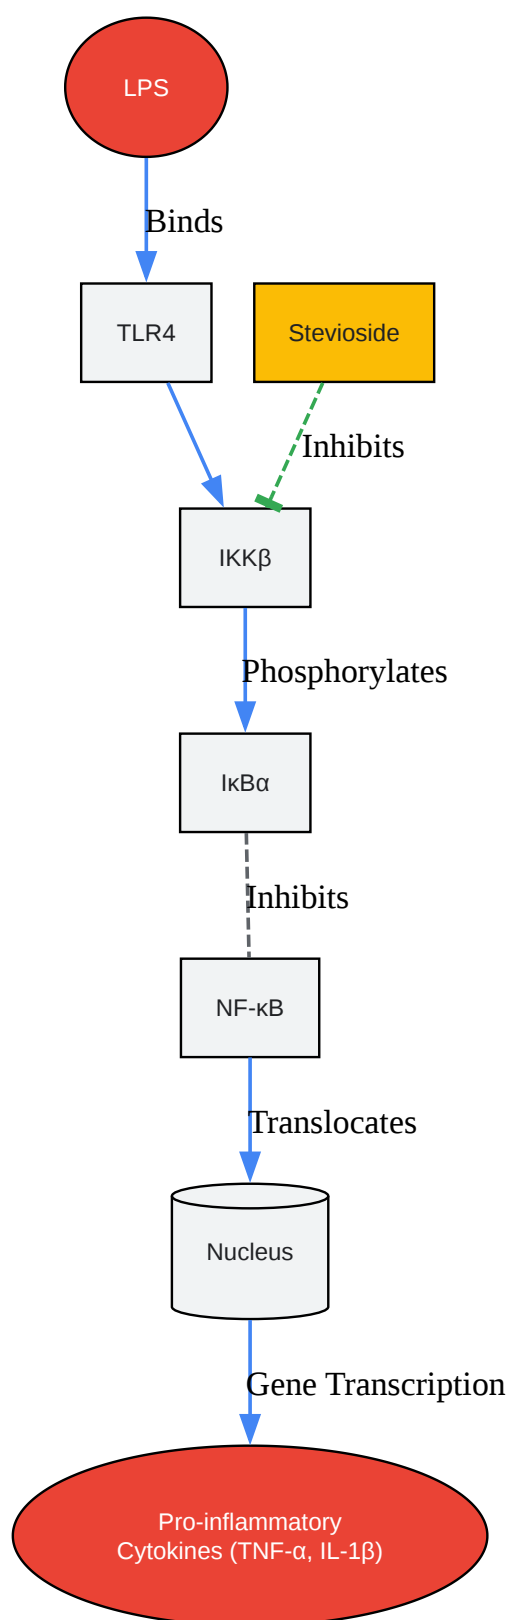 LPS
Binds
TLR4
Stevioside
Inhibits
IKKβ
Phosphorylates
IκBα
Inhibits
NF-κB
Translocates
Nucleus
Gene Transcription
Pro-inflammatory
Cytokines (TNF-α, IL-1β)